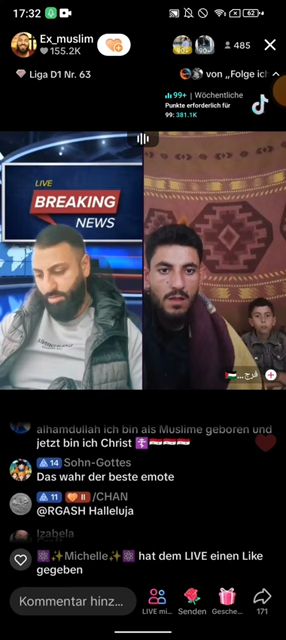 17:32
62
Ex_muslim
155.2K
485
Liga D1 Nr. 63
von „Folge ich
99+ | Wöchentliche
Punkte erforderlich für
99: 381.1K
LIVE
BREAKING
NEWS
فرج...🇵🇸
alhamdullah ich bin als Muslime geboren und
jetzt bin ich Christ ✝️🇸🇾🇸🇾🇸🇾
14 Sohn-Gottes
Das wahr der beste emote
11 II /CHAN
@RGASH Halleluja
Izabela
⚛️✨Michelle✨⚛️ hat dem LIVE einen Like
gegeben
Kommentar hinz...
LIVE mi...
Senden
Gesche...
171